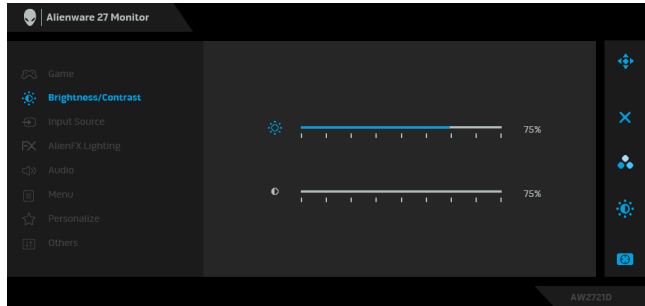 Alienware 27 Monitor
Game
Brightness/Contrast
Input Source
AlienFX Lighting
Audio
Menu
Personalize
Others
75%
75%
AW2721D